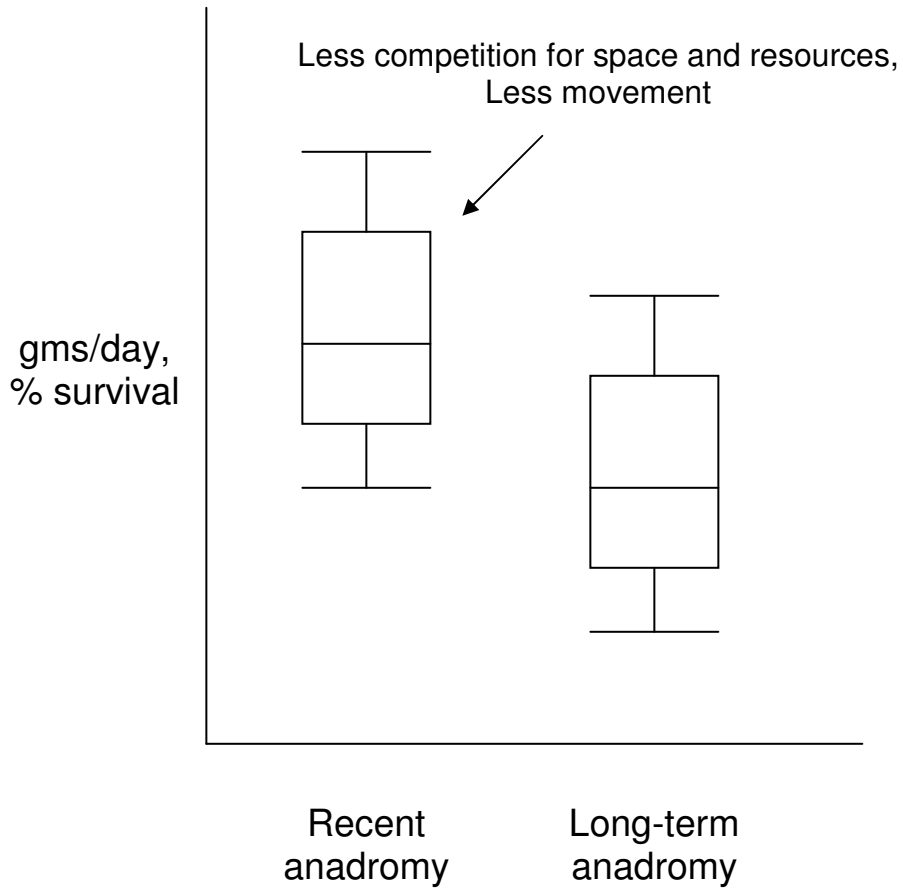 Less competition for space and resources,
Less movement
gms/day,
% survival
Recent
anadromy
Long-term
anadromy